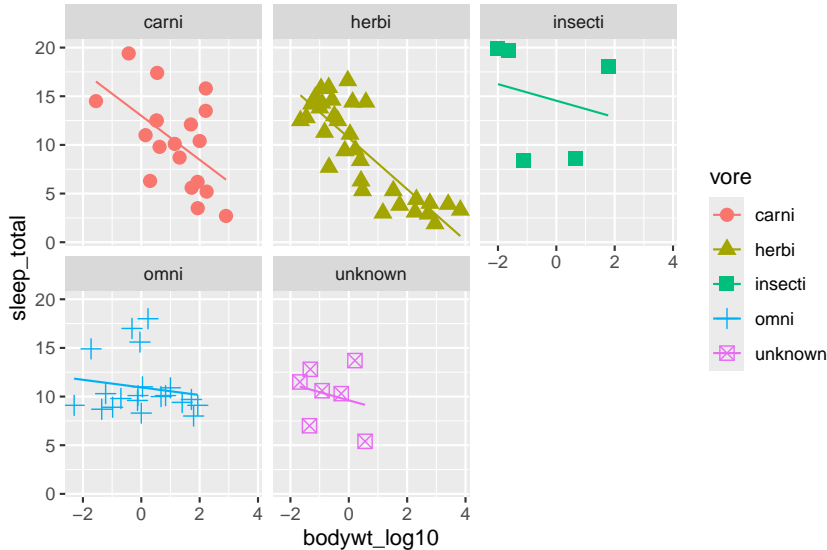 carni
herbi
insecti
20
15
10
5
0
−2 0 2 4
omni
unknown
20
15
10
5
0
−2 0 2 4
−2 0 2 4
sleep_total
bodywt_log10
vore
carni
herbi
insecti
omni
unknown